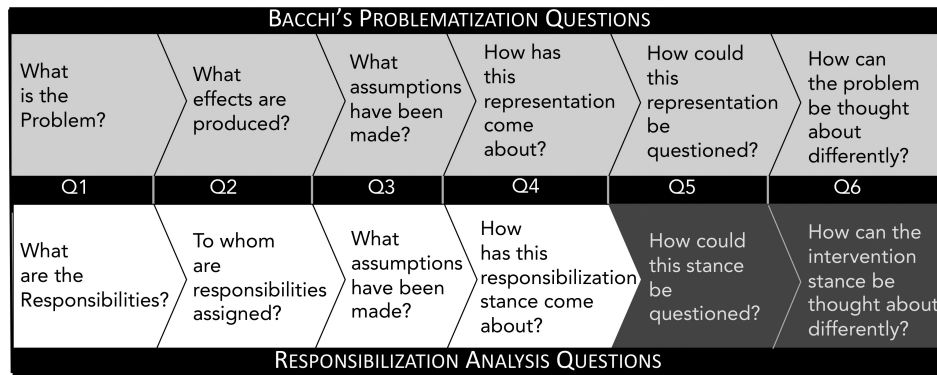 BACCHI'S PROBLEMATIZATION QUESTIONS
What
is the
Problem?
What
effects are
produced?
What
assumptions
have been
made?
How has
this
representation
come
about?
How could
this
representation
be
questioned?
How can
the problem
be thought
about
differently?
Q1
Q2
Q3
Q4
Q5
Q6
What
are the
Responsibilities?
To whom
are
responsibilities
assigned?
What
assumptions
have been
made?
How
has this
responsibilization
stance come
about?
How could
this stance
be
questioned?
How can the
intervention
stance be
thought about
differently?
RESPONSIBILIZATION ANALYSIS QUESTIONS